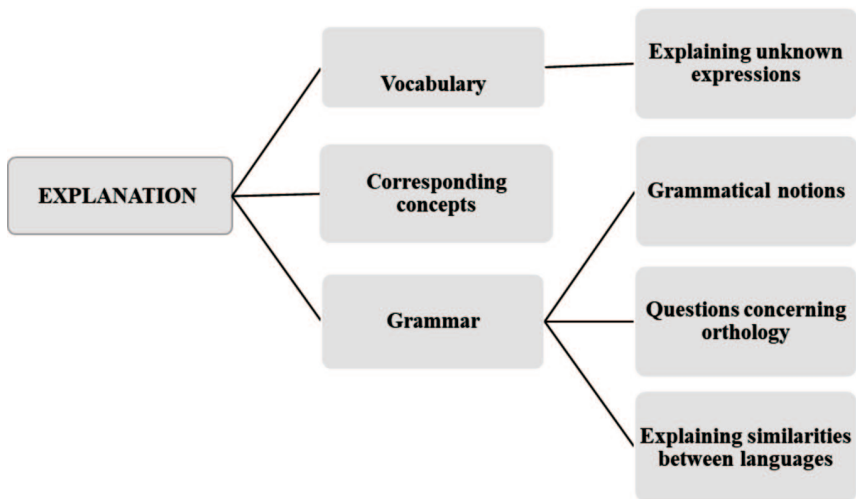 EXPLANATION
Vocabulary
Explaining unknown
expressions
Corresponding
concepts
Grammar
Grammatical notions
Questions concerning
orthology
Explaining similarities
between languages